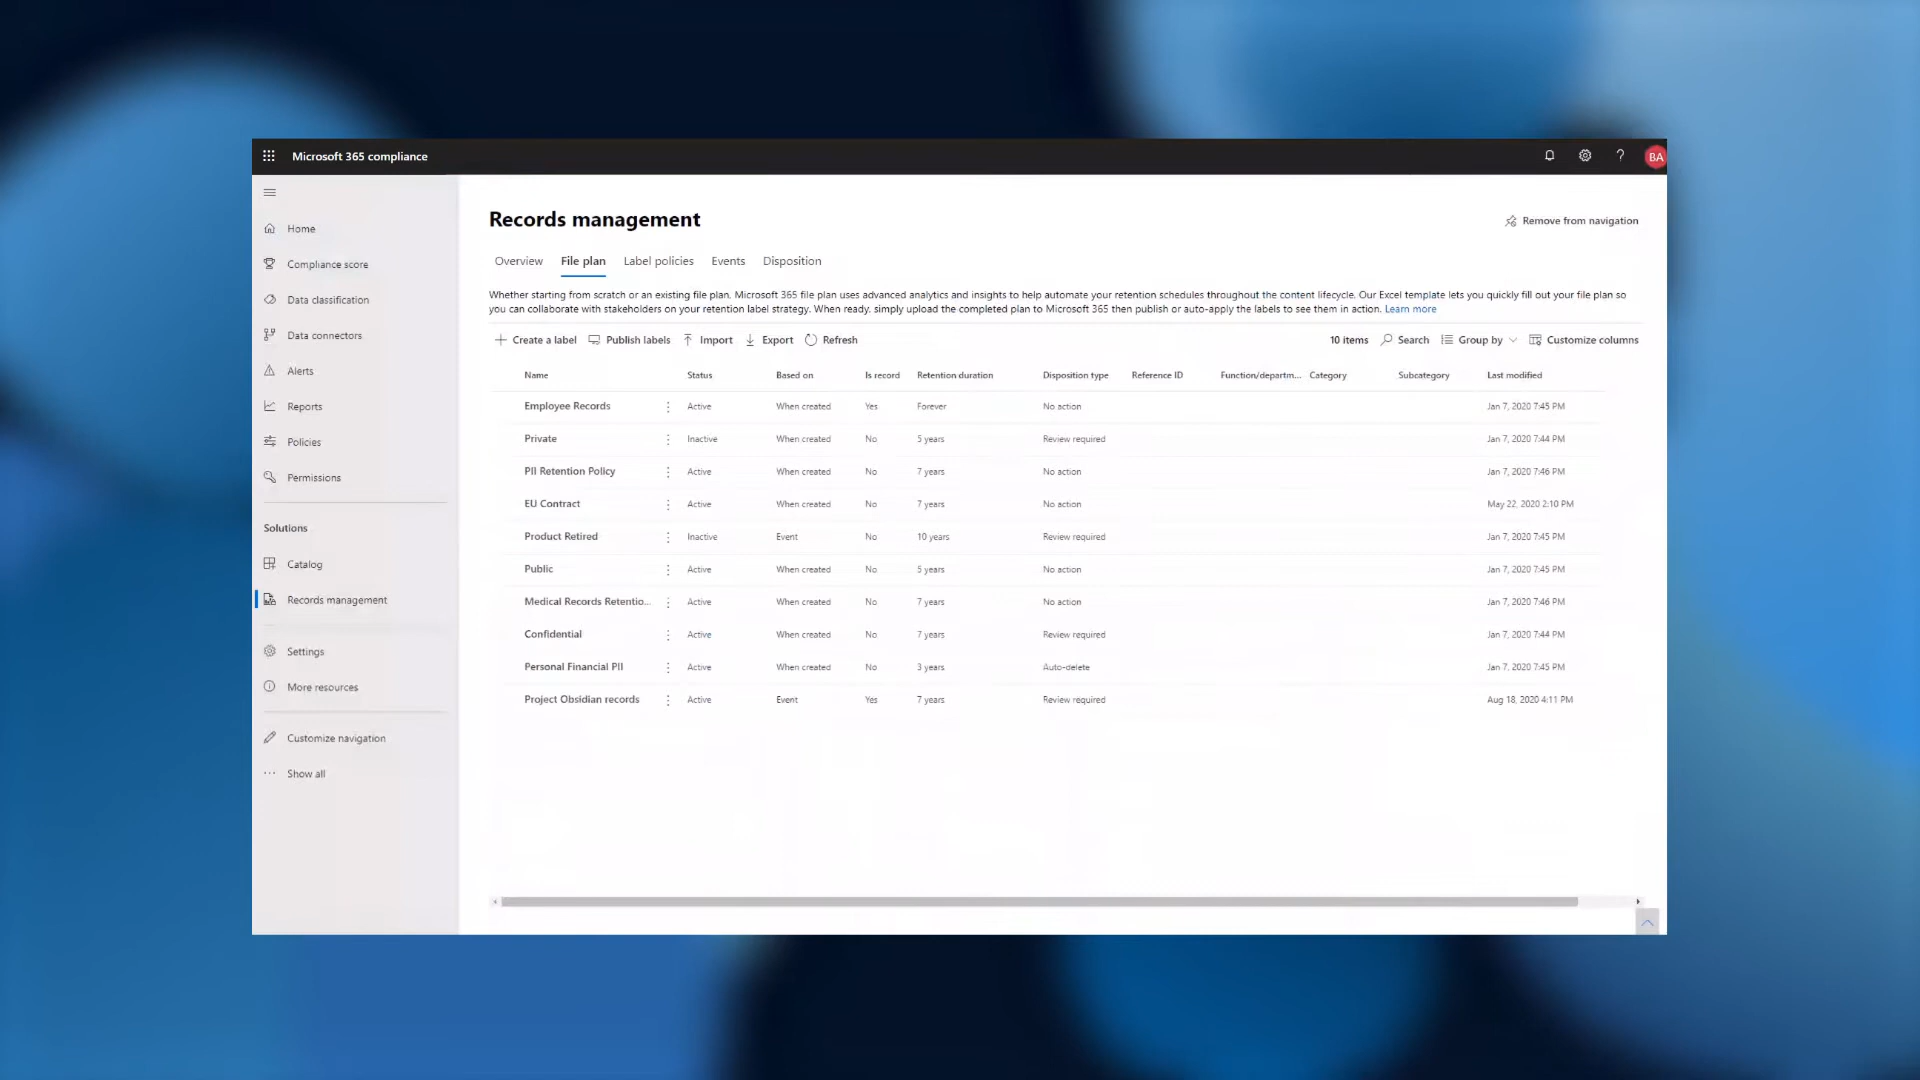 Microsoft 365 compliance
?
BA
Home
Compliance score
Data classification
Data connectors
Alerts
Reports
Policies
Permissions
Solutions
Catalog
Records management
Settings
More resources
Customize navigation
Show all
Records management
Remove from navigation
Overview File plan Label policies Events Disposition
Whether starting from scratch or an existing file plan, Microsoft 365 file plan uses advanced analytics and insights to help automate your retention schedules throughout the content lifecycle. Our Excel template lets you quickly fill out your file plan so
you can collaborate with stakeholders on your retention label strategy. When ready. simply upload the completed plan to Microsoft 365 then publish or auto-apply the labels to see them in action. Learn more
Create a label Publish labels Import Export Refresh 10 items Search Group by Customize columns
Name Status Based on Is record Retention duration Disposition type Reference ID Function/departm... Category Subcategory Last modified
Employee Records Active When created Yes Forever No action Jan 7, 2020 7:45 PM
Private Inactive When created No 5 years Review required Jan 7, 2020 7:44 PM
PII Retention Policy Active When created No 7 years No action Jan 7, 2020 7:46 PM
EU Contract Active When created No 7 years No action May 22, 2020 2:10 PM
Product Retired Inactive Event No 10 years Review required Jan 7, 2020 7:45 PM
Public Active When created No 5 years No action Jan 7, 2020 7:45 PM
Medical Records Retentio... Active When created No 7 years No action Jan 7, 2020 7:46 PM
Confidential Active When created No 7 years Review required Jan 7, 2020 7:44 PM
Personal Financial PII Active When created No 3 years Auto-delete Jan 7, 2020 7:45 PM
Project Obsidian records Active Event Yes 7 years Review required Aug 18, 2020 4:11 PM